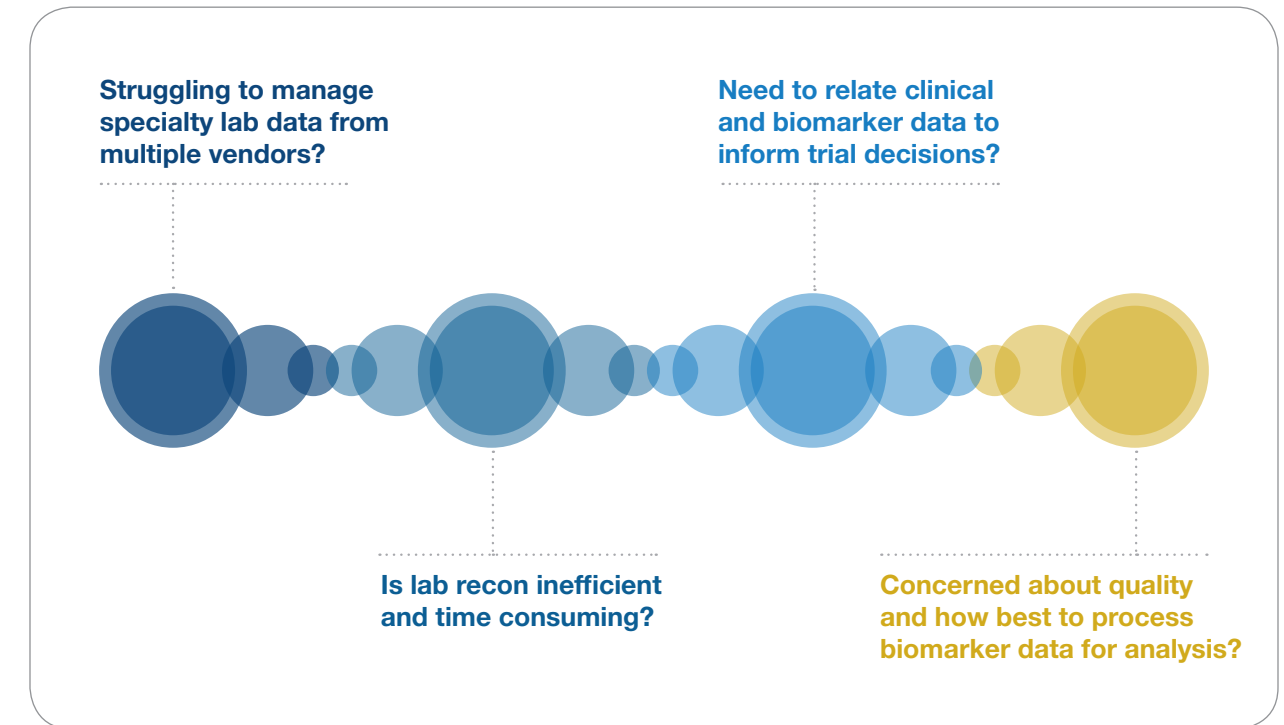 Struggling to manage
specialty lab data from
multiple vendors?
Need to relate clinical
and biomarker data to
inform trial decisions?
Is lab recon inefficient
and time consuming?
Concerned about quality
and how best to process
biomarker data for analysis?